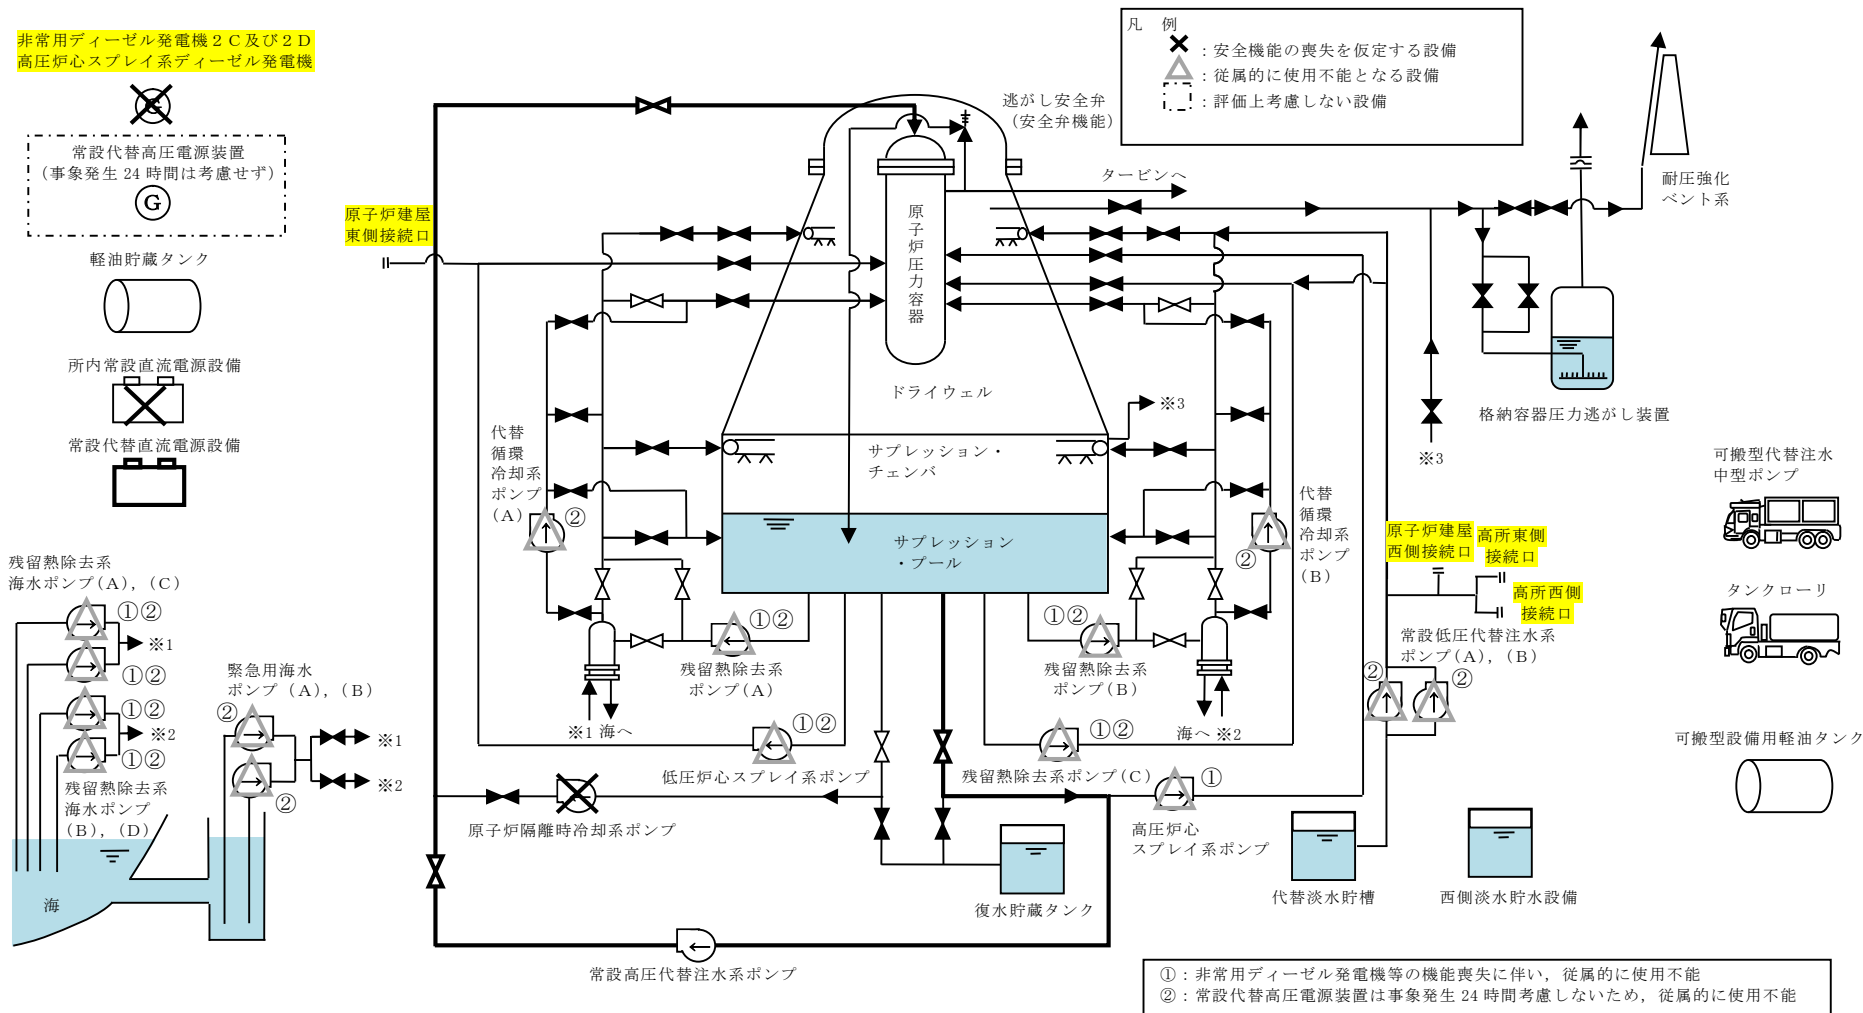 非常用ディーゼル発電機２Ｃ及び２Ｄ
高圧炉心スプレイ系ディーゼル発電機
G
常設代替高圧電源装置
（事象発生 24 時間は考慮せず）
G
軽油貯蔵タンク
所内常設直流電源設備
常設代替直流電源設備
凡　例
：安全機能の喪失を仮定する設備
：従属的に使用不能となる設備
：評価上考慮しない設備
逃がし安全弁
（安全弁機能）
タービンへ
耐圧強化
ベント系
原子炉建屋
東側接続口
原子炉圧力容器
ドライウェル
※3
サプレッション・
チェンバ
サプレッション
・プール
格納容器圧力逃がし装置
※3
代替
循環
冷却系
ポンプ
(A)
②
代替
循環
冷却系
ポンプ
(B)
②
可搬型代替注水
中型ポンプ
タンクローリ
可搬型設備用軽油タンク
原子炉建屋
西側接続口
高所東側
接続口
高所西側
接続口
常設低圧代替注水系
ポンプ(A)，(B)
②
②
残留熱除去系
海水ポンプ(A)，(C)
①②
※1
①②
①②
※2
①②
残留熱除去系
海水ポンプ
(B)，(D)
緊急用海水
ポンプ（A），（B）
②
※1
②
※2
海
①②
残留熱除去系
ポンプ(A)
①②
残留熱除去系
ポンプ(B)
※1 海へ
海へ ※2
①②
低圧炉心スプレイ系ポンプ
①②
残留熱除去系ポンプ(C)
①
高圧炉心
スプレイ系ポンプ
原子炉隔離時冷却系ポンプ
復水貯蔵タンク
代替淡水貯槽
西側淡水貯水設備
常設高圧代替注水系ポンプ
①：非常用ディーゼル発電機等の機能喪失に伴い，従属的に使用不能
②：常設代替高圧電源装置は事象発生 24 時間考慮しないため，従属的に使用不能